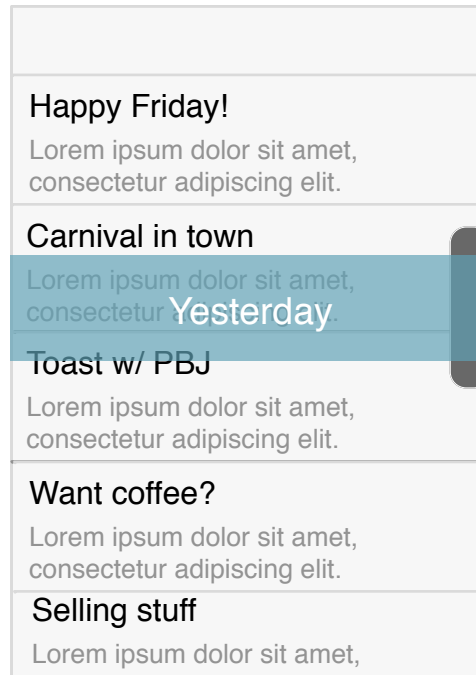 Happy Friday!
Lorem ipsum dolor sit amet,
consectetur adipiscing elit.
Carnival in town
Lorem ipsum dolor sit amet,
consectetur adipiscing elit.
Yesterday
Toast w/ PBJ
Lorem ipsum dolor sit amet,
consectetur adipiscing elit.
Want coffee?
Lorem ipsum dolor sit amet,
consectetur adipiscing elit.
Selling stuff
Lorem ipsum dolor sit amet,